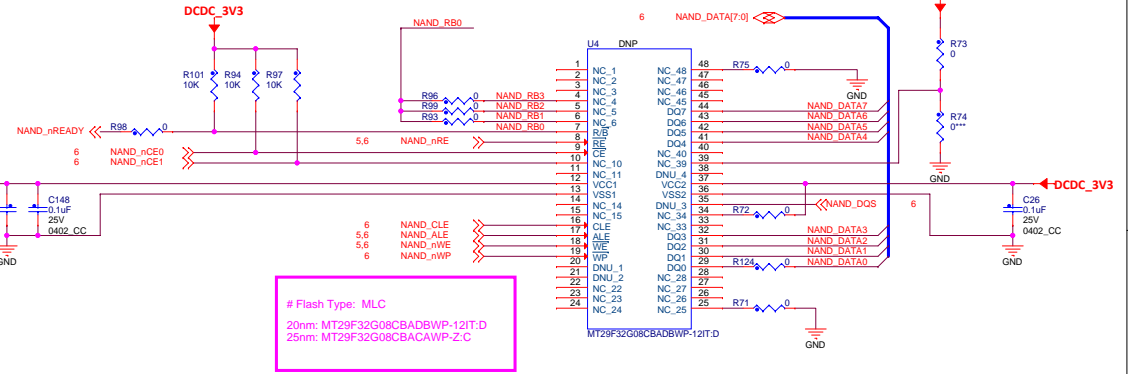 DCDC_3V3
NAND_RB0
6 NAND_DATA[7:0]
U4 DNP
R101
10K
R94
10K
R97
10K
R96 0 NAND_RB3
R99 0 NAND_RB2
R93 0 NAND_RB1
NAND_RB0
NAND_nREADY R98 0
5,6 NAND_nRE
6 NAND_nCE0
6 NAND_nCE1
C148
0.1uF
25V
0402_CC
GND
6 NAND_CLE
5,6 NAND_ALE
5,6 NAND_nWE
6 NAND_nWP
1 NC_1
2 NC_2
3 NC_3
4 NC_4
5 NC_5
6 NC_6
7 R/B
8 RE
9 CE
10 NC_10
11 NC_11
12 VCC1
13 VSS1
14 NC_14
15 NC_15
16 CLE
17 ALE
18 WE
19 WP
20 DNU_1
21 DNU_2
22 NC_22
23 NC_23
24 NC_24
NC_48 48
NC_47 47
NC_46 46
NC_45 45
DQ7 44
DQ6 43
DQ5 42
DQ4 41
NC_40 40
NC_39 39
DNU_4 38
VCC2 37
VSS2 36
DNU_3 35
NC_34 34
NC_33 33
DQ3 32
DQ2 31
DQ1 30
DQ0 29
NC_28 28
NC_27 27
NC_26 26
NC_25 25
MT29F32G08CBADBWP-12IT:D
R75 0
GND
NAND_DATA7
NAND_DATA6
NAND_DATA5
NAND_DATA4
NAND_DQS 6
R72 0
NAND_DATA3
NAND_DATA2
NAND_DATA1
NAND_DATA0
R124 0
R71 0
GND
R73
0
R74
0***
GND
DCDC_3V3
C26
0.1uF
25V
0402_CC
GND
# Flash Type: MLC
20nm: MT29F32G08CBADBWP-12IT:D
25nm: MT29F32G08CBACAWP-Z:C